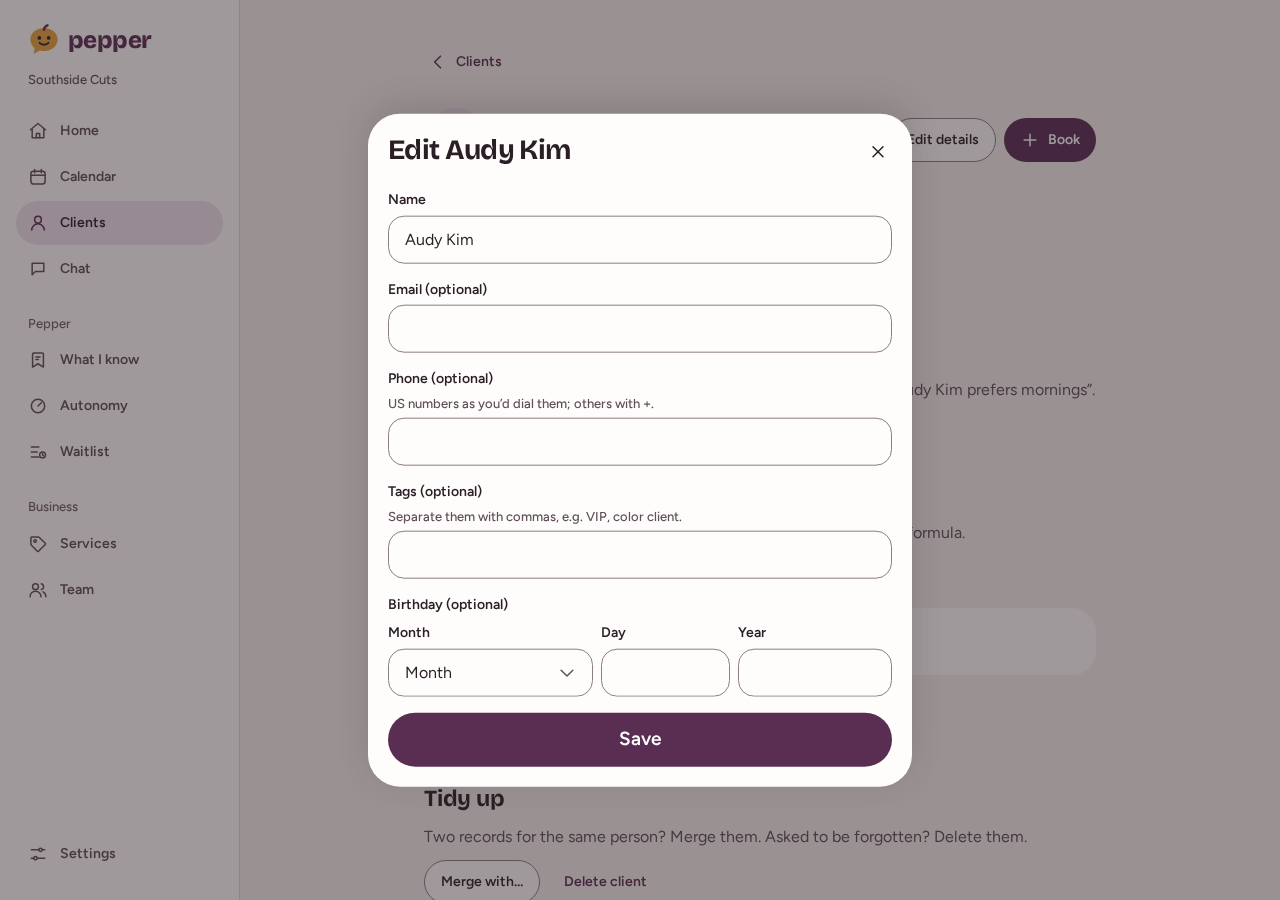 pepper
Southside Cuts
Home
Calendar
Clients
Chat
Pepper
What I know
Autonomy
Waitlist
Business
Services
Team
Settings
Clients
Edit details
Book
Edit Audy Kim
Name
Audy Kim
Email (optional)
Phone (optional)
US numbers as you’d dial them; others with +.
Tags (optional)
Separate them with commas, e.g. VIP, color client.
Birthday (optional)
Month
Day
Year
Month
Save
Kim prefers mornings”.
Tidy up
Two records for the same person? Merge them. Asked to be forgotten? Delete them.
Merge with…
Delete client